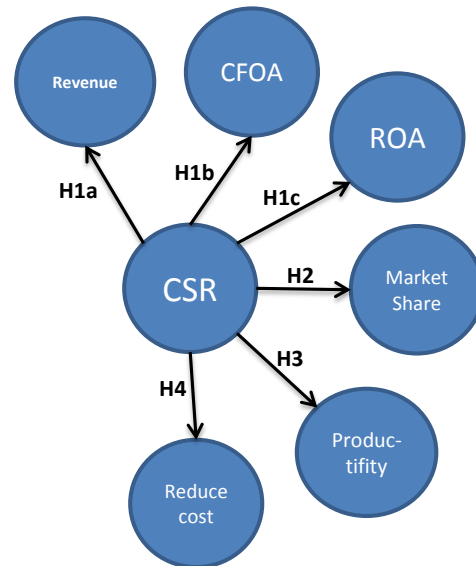 CFOA
Revenue
ROA
H1b
H1a
H1c
CSR
H2
Market
Share
H3
H4
Produc-
tifity
Reduce
cost